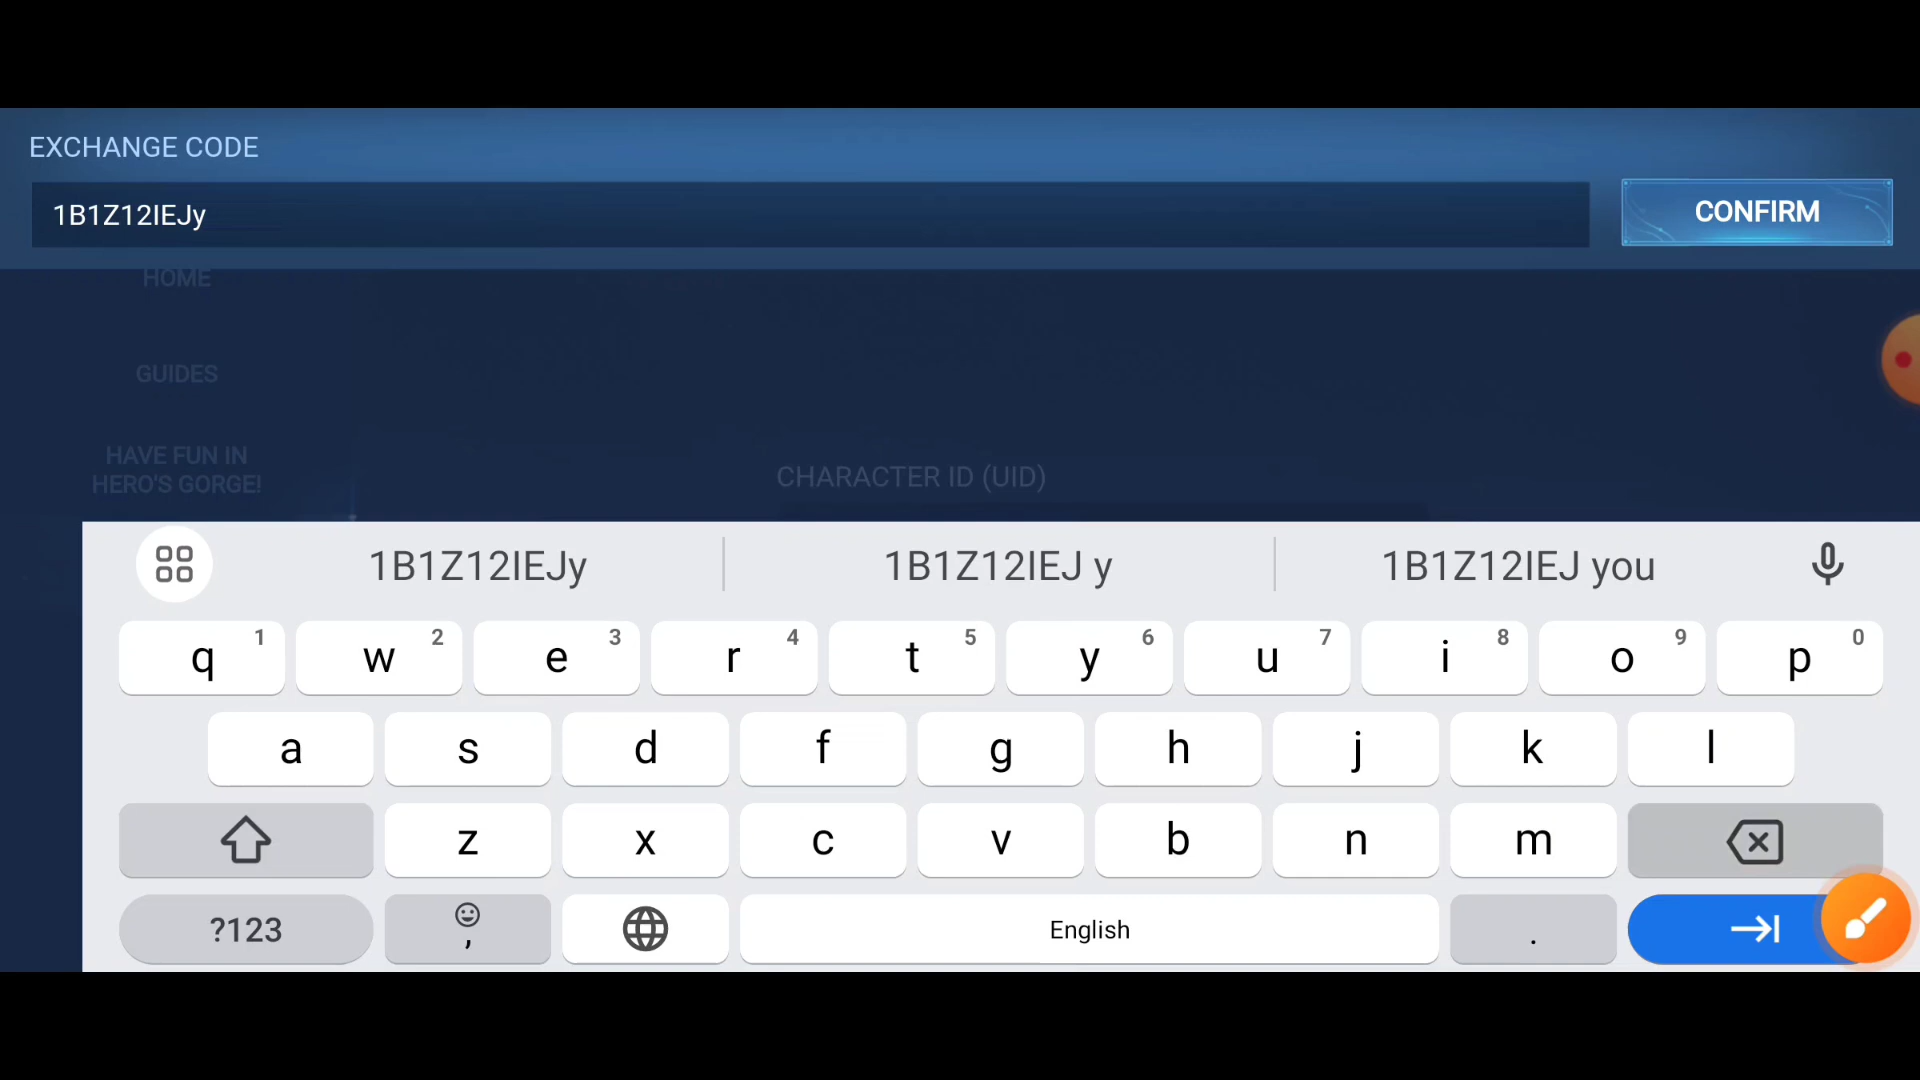 EXCHANGE CODE
1B1Z12IEJy
CONFIRM
HOME
GUIDES
HAVE FUN IN
HERO'S GORGE!
CHARACTER ID (UID)
1B1Z12IEJy 1B1Z12IEJ y 1B1Z12IEJ you
q 1 w 2 e 3 r 4 t 5 y 6 u 7 i 8 o 9 p 0
a s d f g h j k l
z x c v b n m
?123 , English .